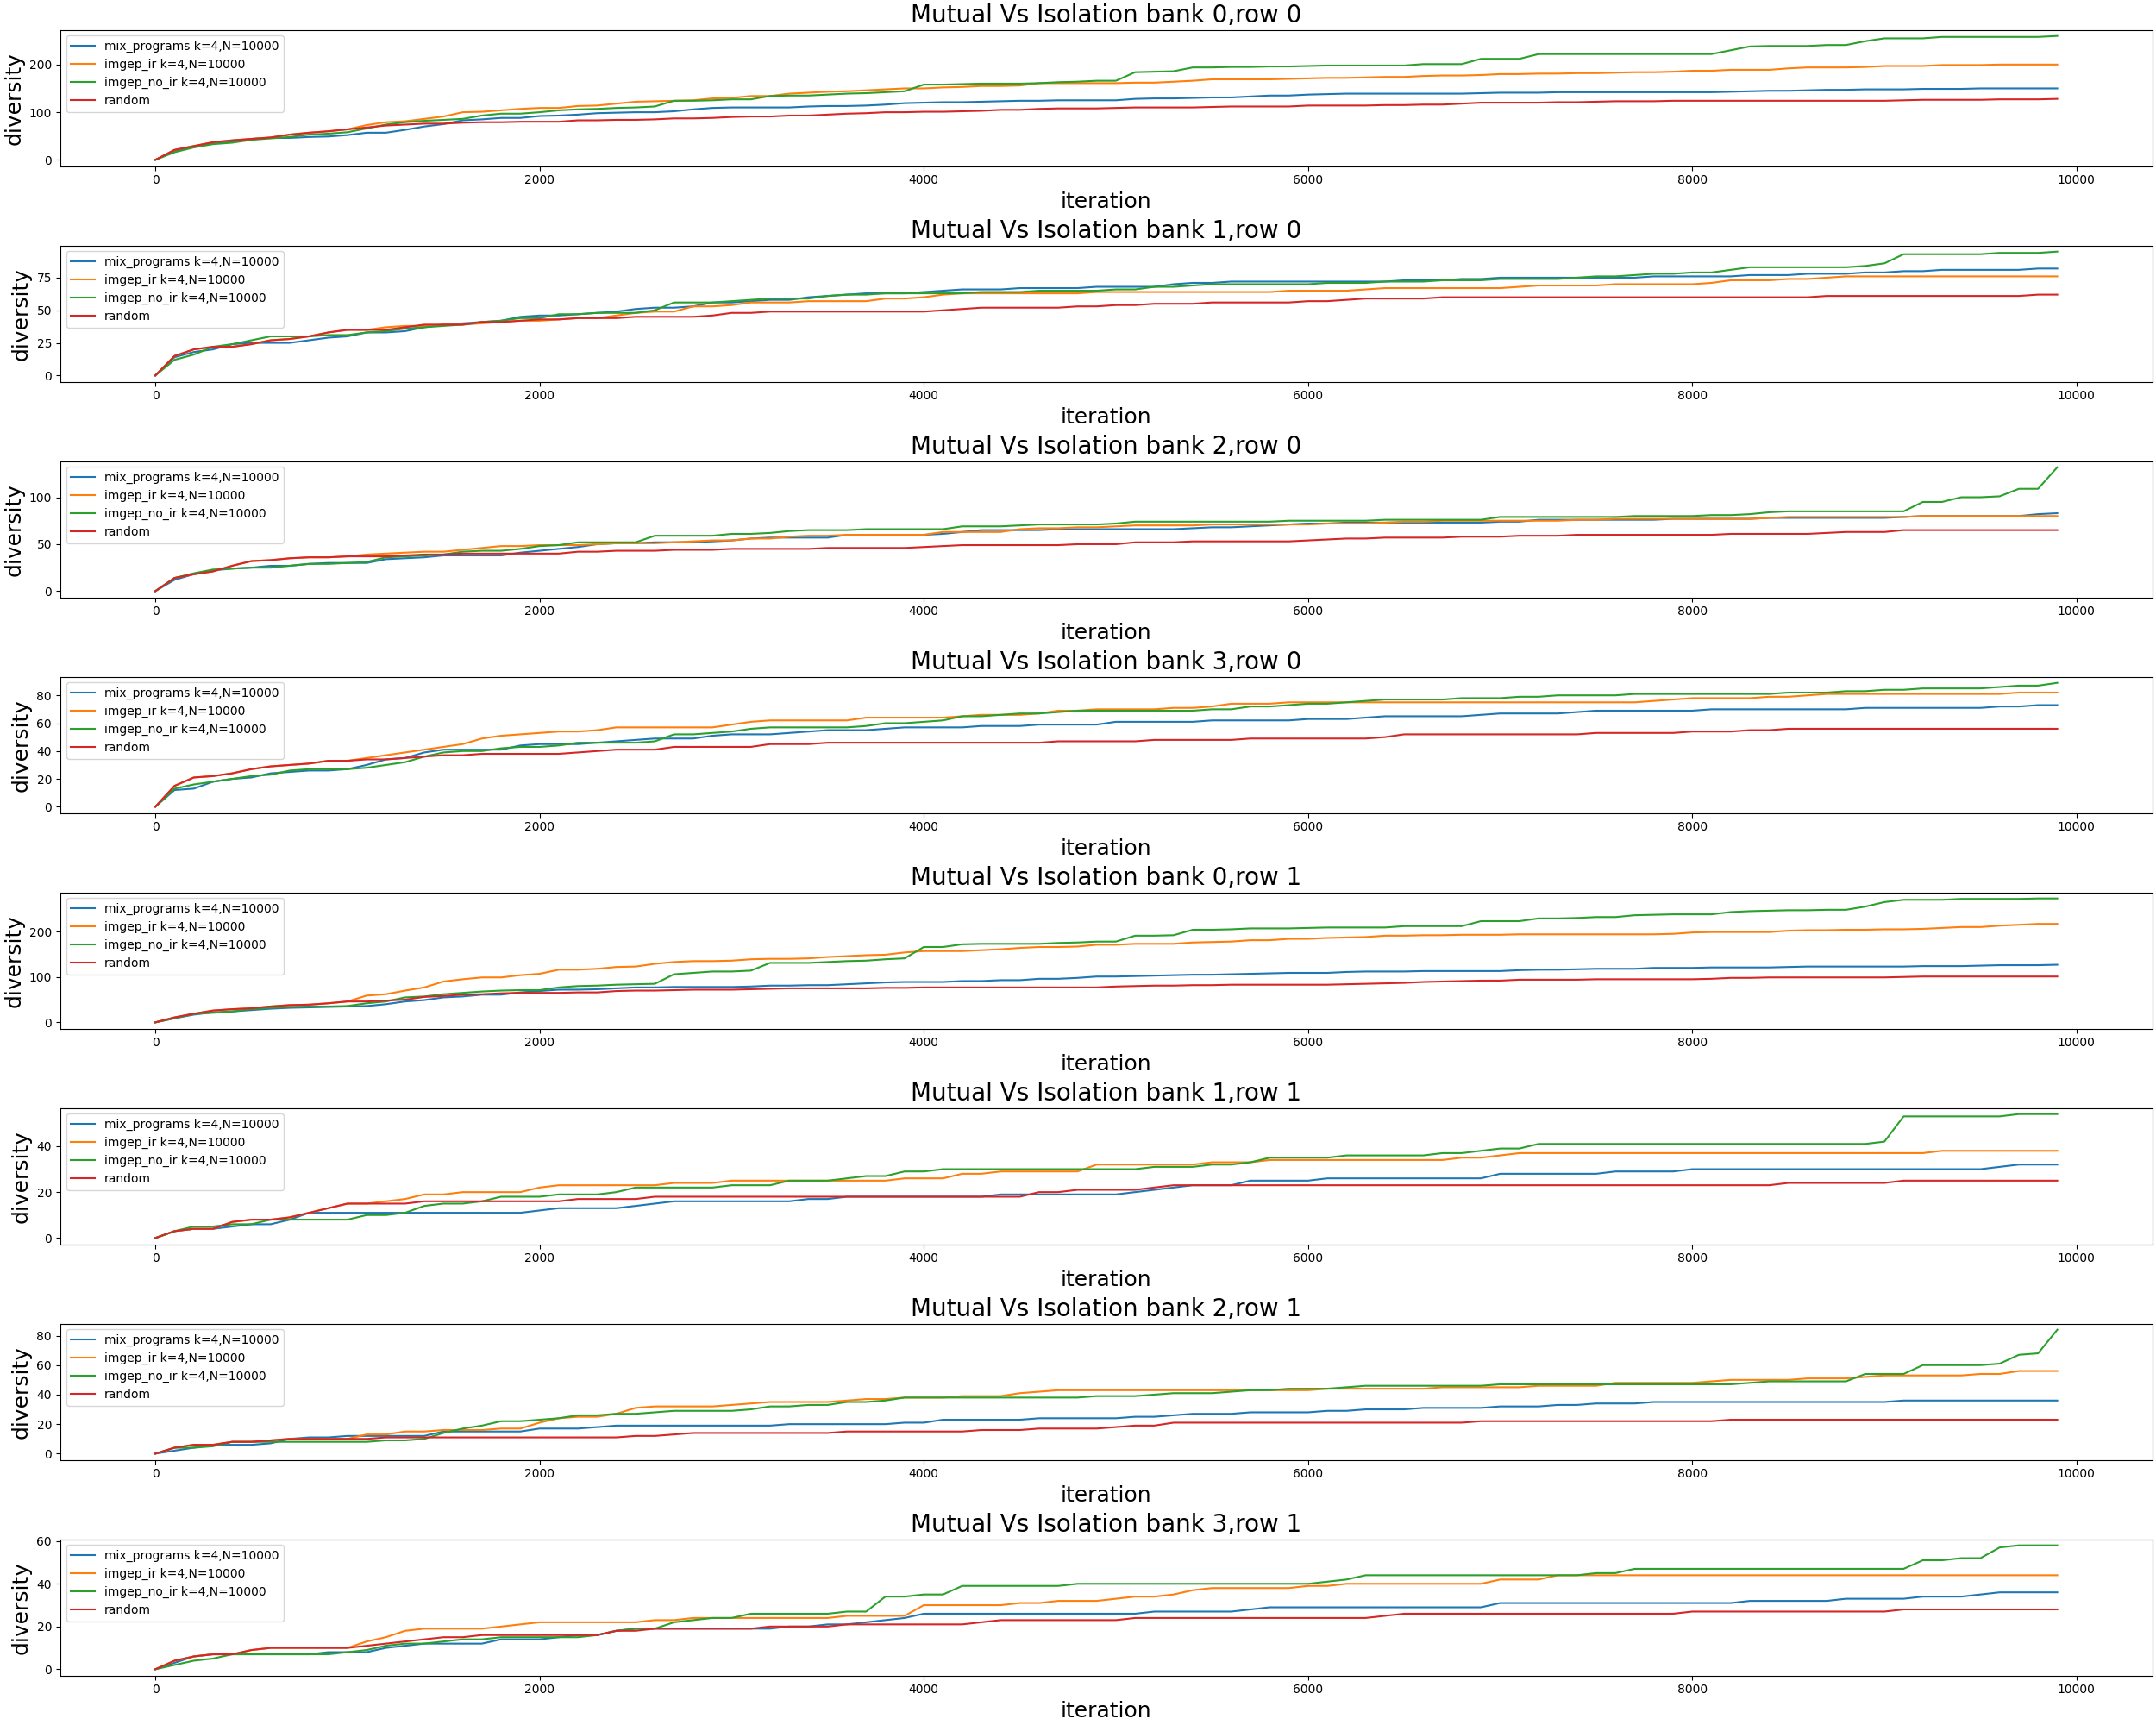 Mutual Vs Isolation bank 0,row 0
diversity
200
100
0
mix_programs k=4,N=10000
imgep_ir k=4,N=10000
imgep_no_ir k=4,N=10000
random
0 2000 4000 6000 8000 10000
iteration
Mutual Vs Isolation bank 1,row 0
diversity
75
50
25
0
mix_programs k=4,N=10000
imgep_ir k=4,N=10000
imgep_no_ir k=4,N=10000
random
0 2000 4000 6000 8000 10000
iteration
Mutual Vs Isolation bank 2,row 0
diversity
100
50
0
mix_programs k=4,N=10000
imgep_ir k=4,N=10000
imgep_no_ir k=4,N=10000
random
0 2000 4000 6000 8000 10000
iteration
Mutual Vs Isolation bank 3,row 0
diversity
80
60
40
20
0
mix_programs k=4,N=10000
imgep_ir k=4,N=10000
imgep_no_ir k=4,N=10000
random
0 2000 4000 6000 8000 10000
iteration
Mutual Vs Isolation bank 0,row 1
diversity
200
100
0
mix_programs k=4,N=10000
imgep_ir k=4,N=10000
imgep_no_ir k=4,N=10000
random
0 2000 4000 6000 8000 10000
iteration
Mutual Vs Isolation bank 1,row 1
diversity
40
20
0
mix_programs k=4,N=10000
imgep_ir k=4,N=10000
imgep_no_ir k=4,N=10000
random
0 2000 4000 6000 8000 10000
iteration
Mutual Vs Isolation bank 2,row 1
diversity
80
60
40
20
0
mix_programs k=4,N=10000
imgep_ir k=4,N=10000
imgep_no_ir k=4,N=10000
random
0 2000 4000 6000 8000 10000
iteration
Mutual Vs Isolation bank 3,row 1
diversity
60
40
20
0
mix_programs k=4,N=10000
imgep_ir k=4,N=10000
imgep_no_ir k=4,N=10000
random
0 2000 4000 6000 8000 10000
iteration